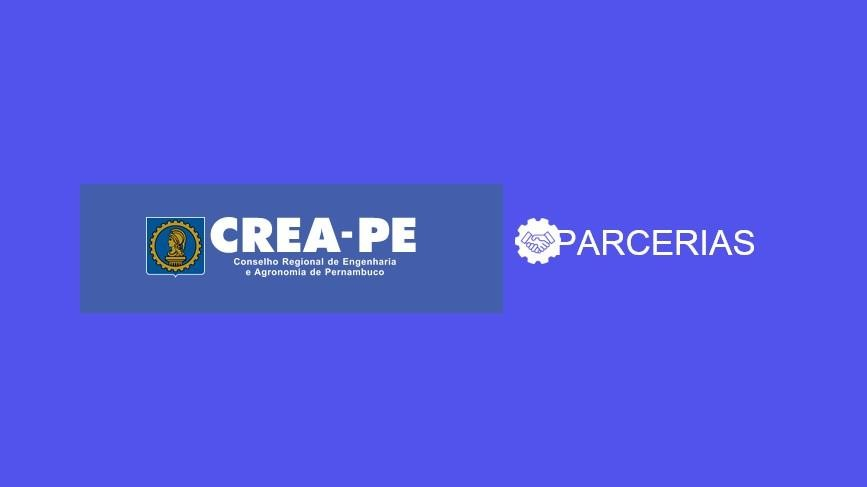 CREA-PE
Conselho Regional de Engenharia
e Agronomia de Pernambuco
PARCERIAS